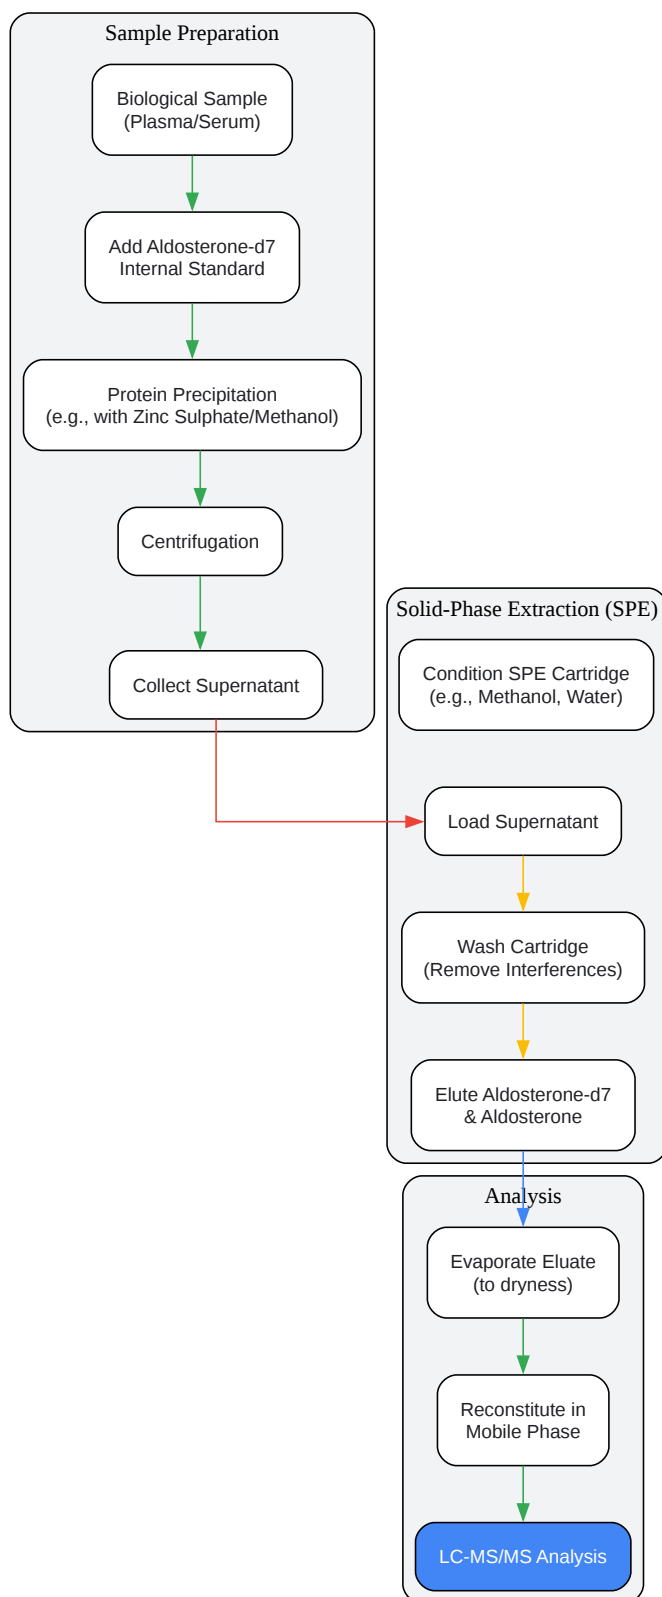 Sample Preparation
Biological Sample
(Plasma/Serum)
Add Aldosterone-d7
Internal Standard
Protein Precipitation
(e.g., with Zinc Sulphate/Methanol)
Centrifugation
Collect Supernatant
Solid-Phase Extraction (SPE)
Condition SPE Cartridge
(e.g., Methanol, Water)
Load Supernatant
Wash Cartridge
(Remove Interferences)
Elute Aldosterone-d7
& Aldosterone
Analysis
Evaporate Eluate
(to dryness)
Reconstitute in
Mobile Phase
LC-MS/MS Analysis